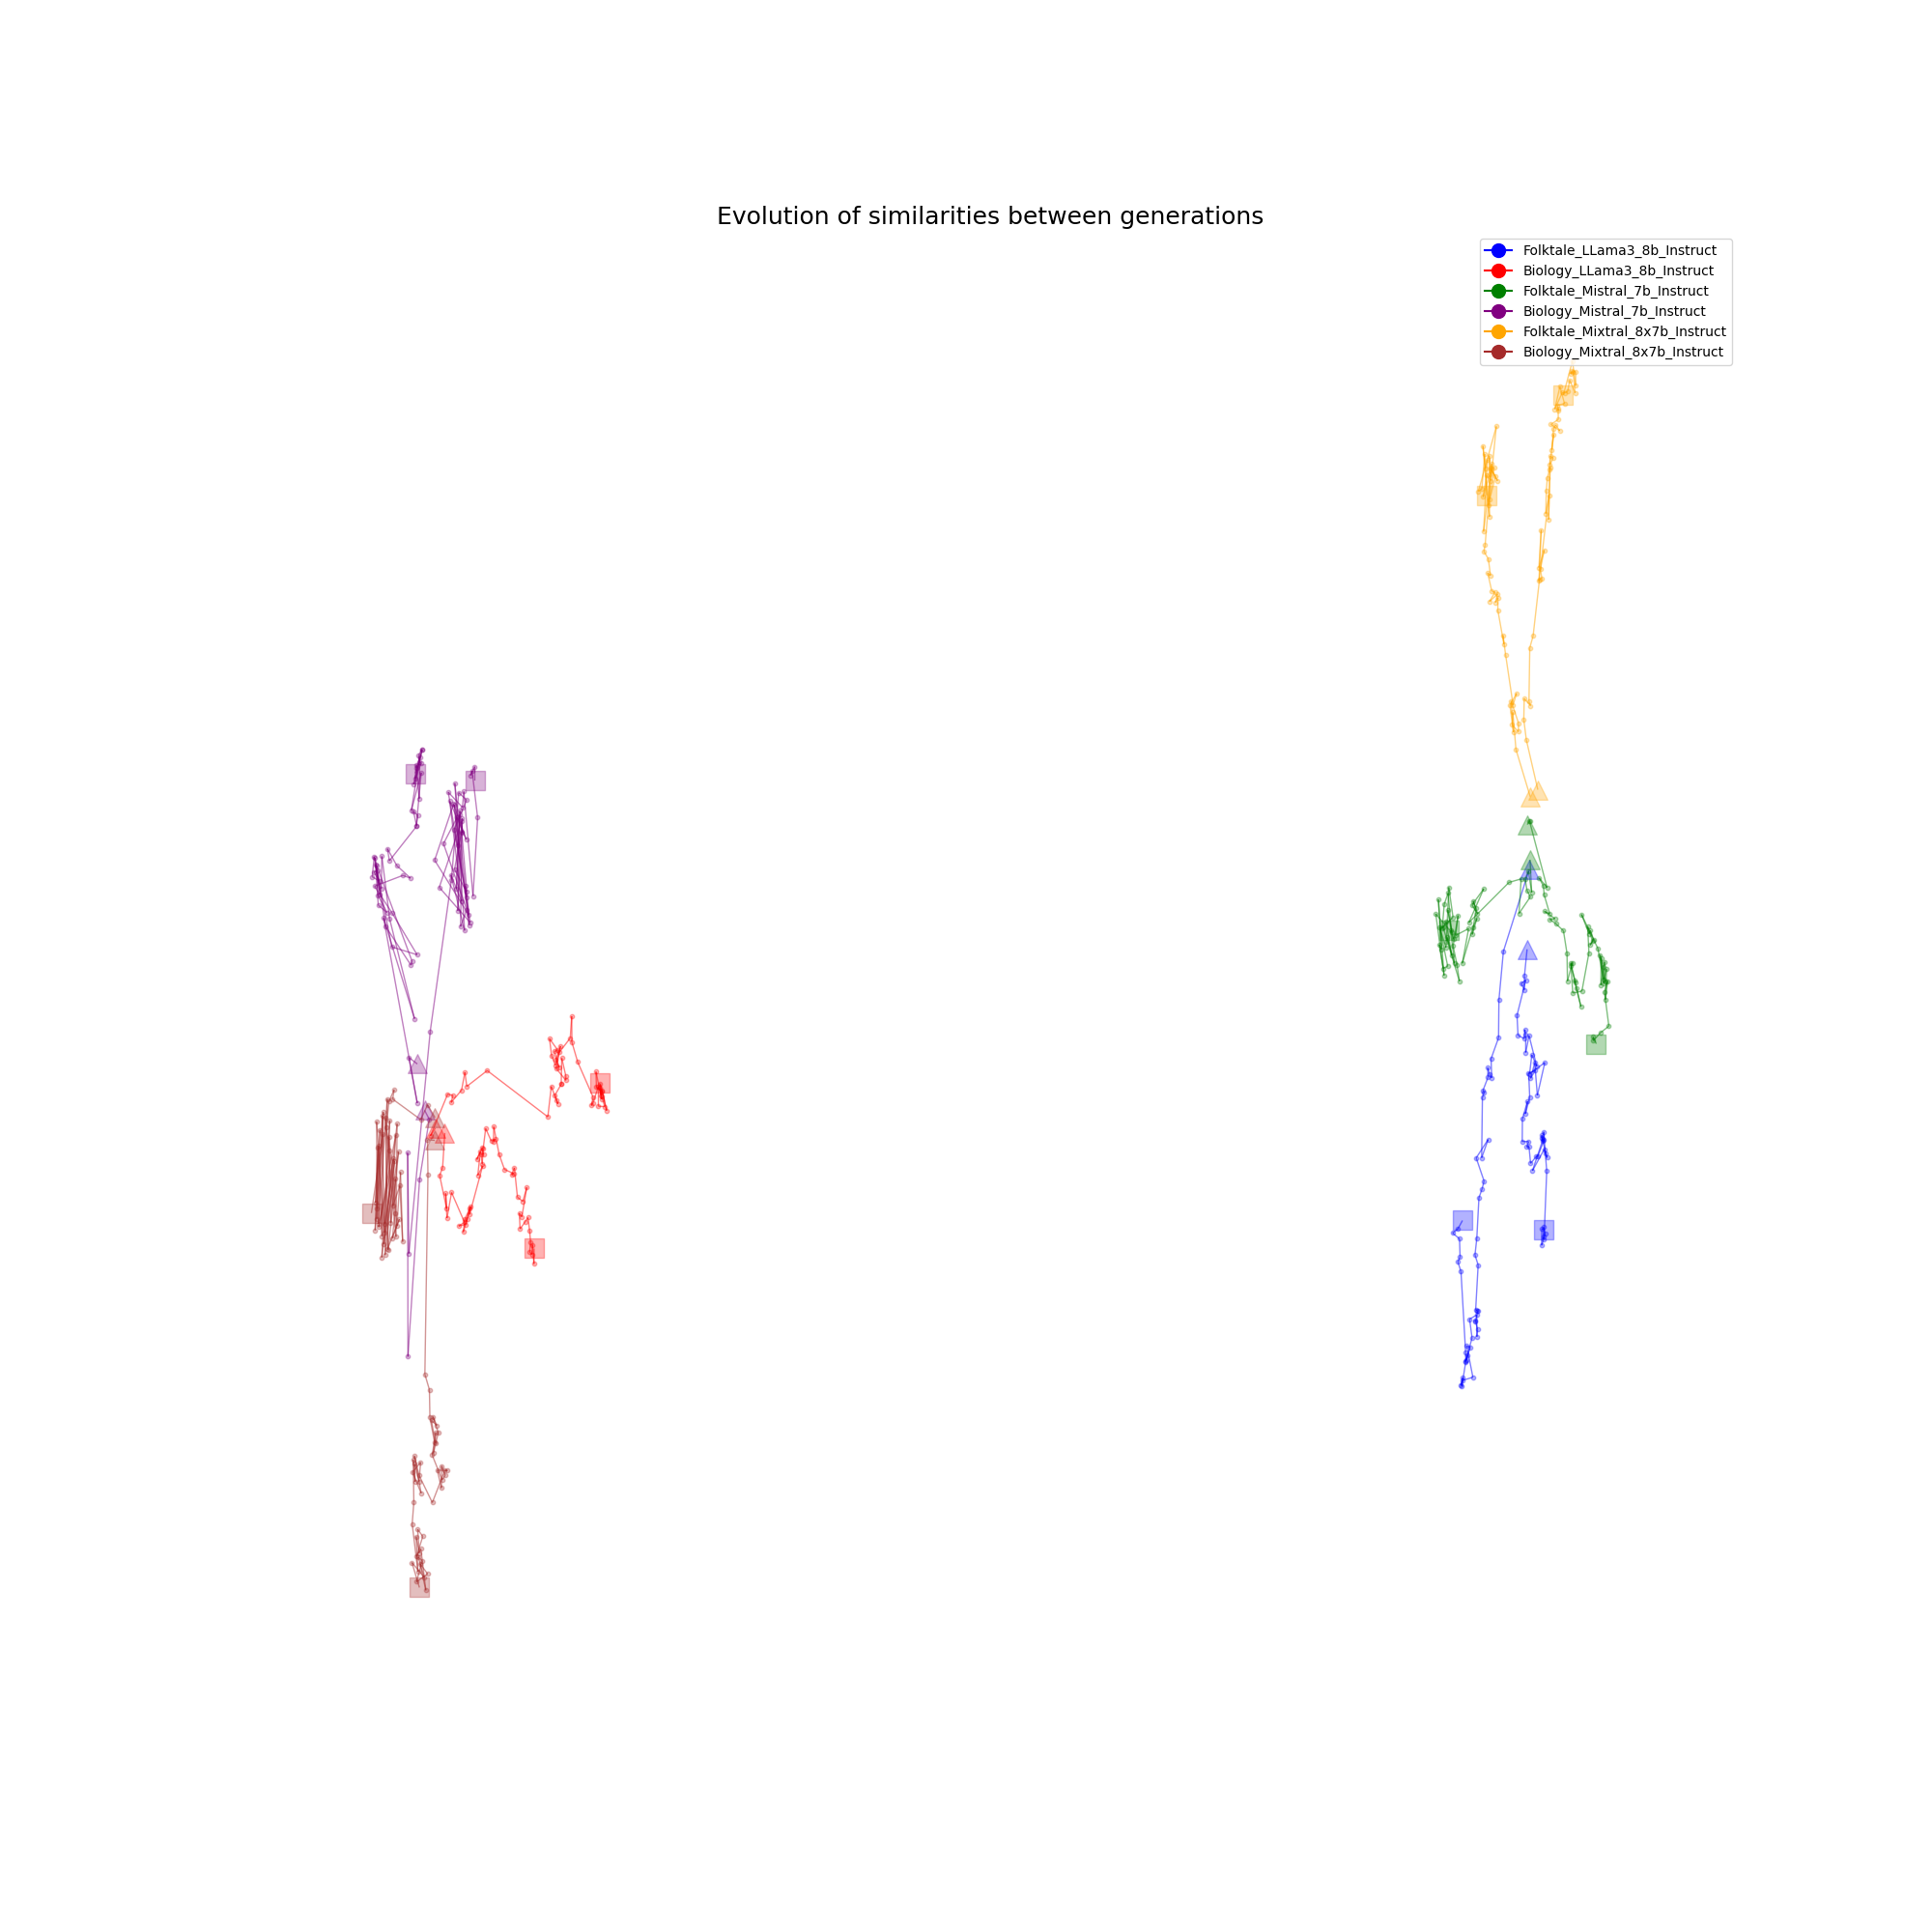 Evolution of similarities between generations
Folktale_LLama3_8b_Instruct
Biology_LLama3_8b_Instruct
Folktale_Mistral_7b_Instruct
Biology_Mistral_7b_Instruct
Folktale_Mixtral_8x7b_Instruct
Biology_Mixtral_8x7b_Instruct